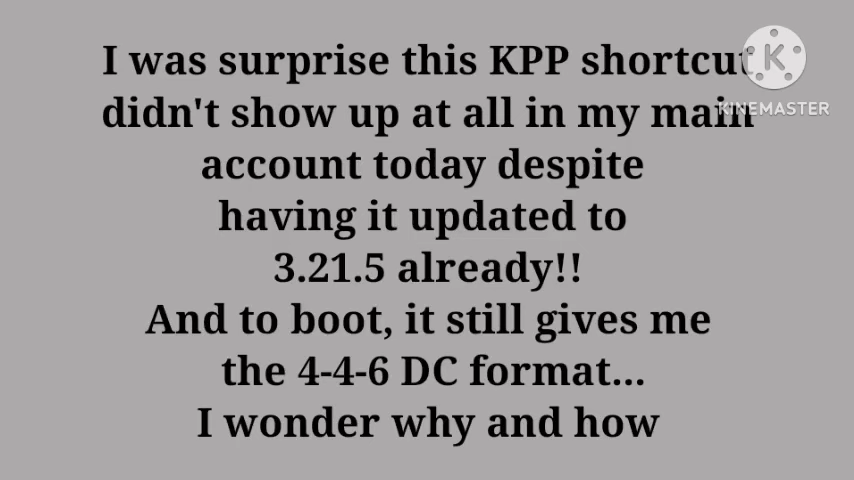 I was surprise this KPP shortcut
didn't show up at all in my main
account today despite
having it updated to
3.21.5 already!!
And to boot, it still gives me
the 4-4-6 DC format...
I wonder why and how
K
KINEMASTER